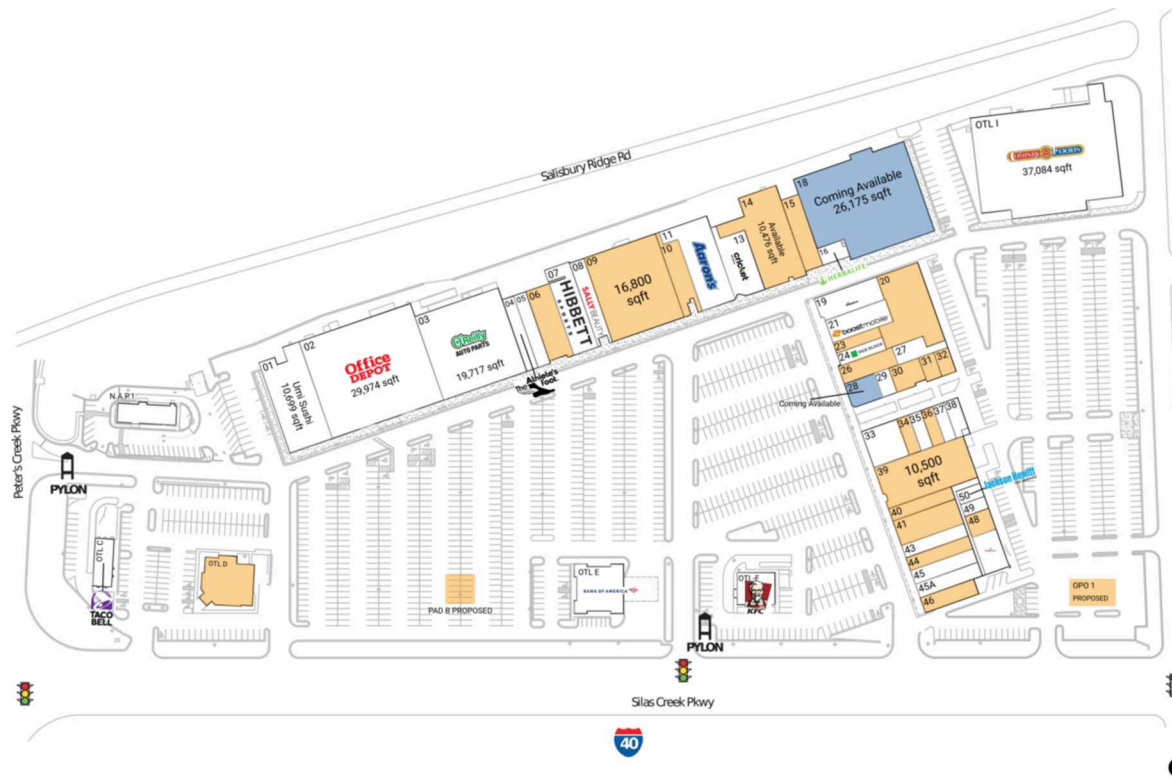 Salisbury Ridge Rd
OTL I
COMPARE FOODS
37,084 sqft
18
Coming Available
26,175 sqft
14
15
Available
10,476 sqft
13
cricket
16
HERBALIFE
11
10
Aaron's
09
16,800
sqft
08
SALLY BEAUTY
07
HIBBETT
SPORTS
06
05
04
The Athlete's Foot
03
O'Reilly
AUTO PARTS
19,717 sqft
02
Office
DEPOT
29,974 sqft
01
Umi Sushi
10,699 sqft
N.A.P.1
Peter's Creek Pkwy
PYLON
OTL C
TACO
BELL
OTL D
PAD B PROPOSED
OTL E
BANK OF AMERICA
OTL-F
KFC
PYLON
19
20
21
boostmobile
23
24
H&R BLOCK
26
27
28
29
30
31
32
Coming Available
33
34
35
36
37
38
39
10,500
sqft
Jackson Hewitt
50
49
48
40
41
43
44
45
45A
46
OPO 1
PROPOSED
Silas Creek Pkwy
40